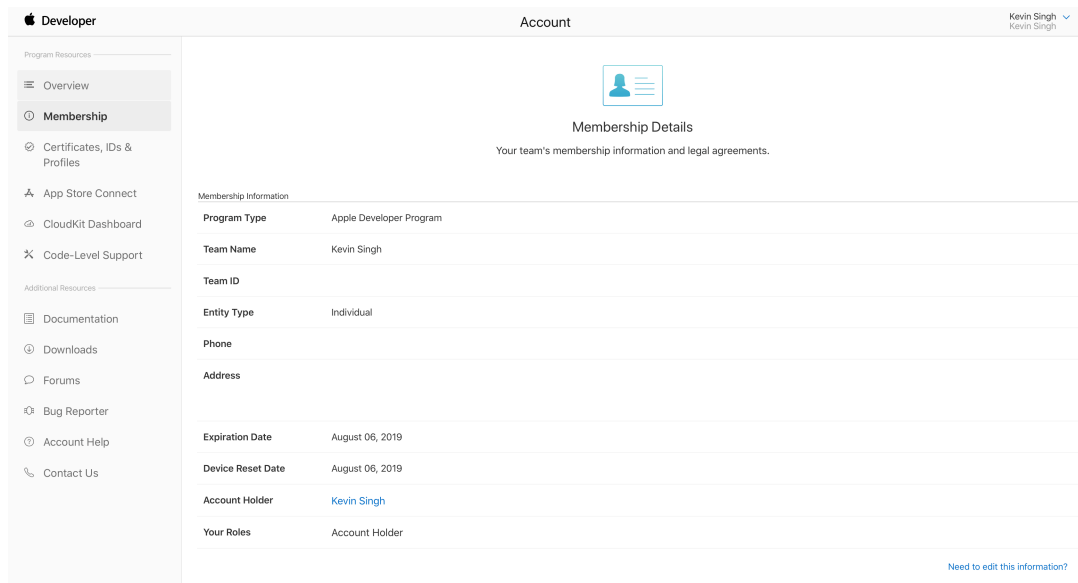 Developer
Account
Kevin Singh
Kevin Singh
Program Resources
Overview
Membership
Certificates, IDs &
Profiles
App Store Connect
CloudKit Dashboard
Code-Level Support
Additional Resources
Documentation
Downloads
Forums
Bug Reporter
Account Help
Contact Us
Membership Details
Your team's membership information and legal agreements.
Membership Information
Program Type Apple Developer Program
Team Name Kevin Singh
Team ID
Entity Type Individual
Phone
Address
Expiration Date August 06, 2019
Device Reset Date August 06, 2019
Account Holder Kevin Singh
Your Roles Account Holder
Need to edit this information?